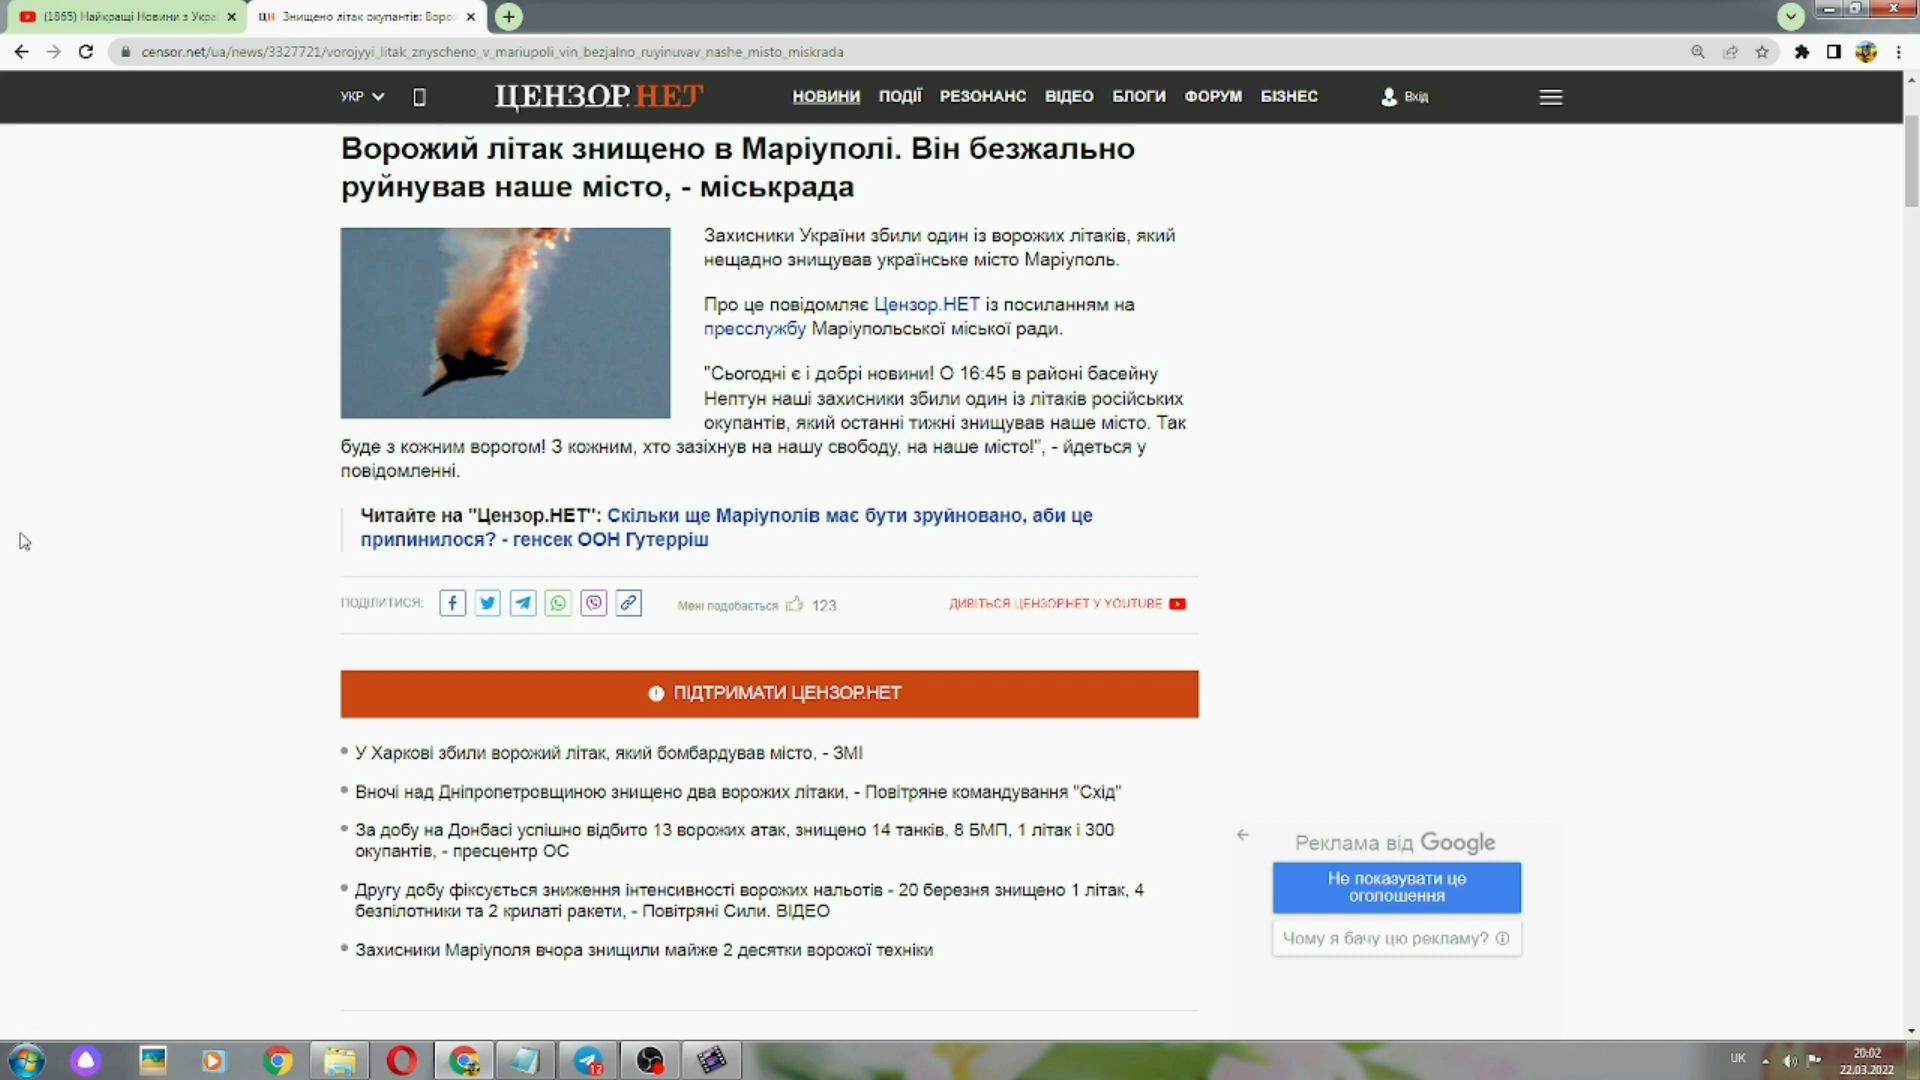 (1865) Найкращі Новини з Укра
Знищено літак окупантів: Воро
censor.net/ua/news/3327721/vorojyyi_litak_znyscheno_v_mariupoli_vin_bezjalno_ruyinuvav_nashe_misto_miskrada
УКР
ЦЕНЗОР.НЕТ
НОВИНИ ПОДІЇ РЕЗОНАНС ВІДЕО БЛОГИ ФОРУМ БІЗНЕС
Вхід
Ворожий літак знищено в Маріуполі. Він безжально
руйнував наше місто, - міськрада
Захисники України збили один із ворожих літаків, який
нещадно знищував українське місто Маріуполь.
Про це повідомляє Цензор.НЕТ із посиланням на
пресслужбу Маріупольської міської ради.
"Сьогодні є і добрі новини! О 16:45 в районі басейну
Нептун наші захисники збили один із літаків російських
окупантів, який останні тижні знищував наше місто. Так
буде з кожним ворогом! З кожним, хто зазіхнув на нашу свободу, на наше місто!", - йдеться у
повідомленні.
Читайте на "Цензор.НЕТ": Скільки ще Маріуполів має бути зруйновано, аби це
припинилося? - генсек ООН Гутерріш
ПОДІЛИТИСЯ:
Мені подобається 123
ДИВІТЬСЯ ЦЕНЗОР.НЕТ У YOUTUBE
ПІДТРИМАТИ ЦЕНЗОР.НЕТ
У Харкові збили ворожий літак, який бомбардував місто, - ЗМІ
Вночі над Дніпропетровщиною знищено два ворожих літаки, - Повітряне командування "Схід"
За добу на Донбасі успішно відбито 13 ворожих атак, знищено 14 танків, 8 БМП, 1 літак і 300
окупантів, - пресцентр ОС
Другу добу фіксується зниження інтенсивності ворожих нальотів - 20 березня знищено 1 літак, 4
безпілотники та 2 крилаті ракети, - Повітряні Сили. ВІДЕО
Захисники Маріуполя вчора знищили майже 2 десятки ворожої техніки
Реклама від Google
Не показувати це
оголошення
Чому я бачу цю рекламу?
12
UK
20:02
22.03.2022